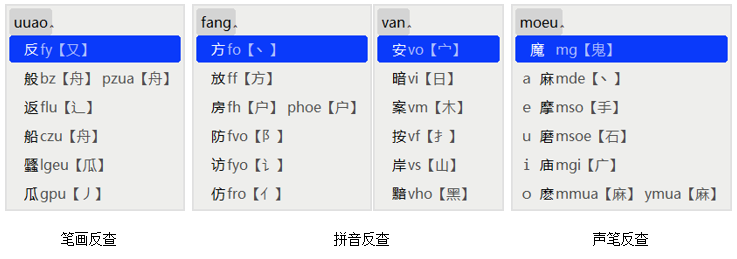 uuao‸
反fy【又】
般bz【舟】 pzua【舟】
返flu【辶】
船czu【舟】
lgeu【瓜】
瓜gpu【丿】
笔画反查
fang‸
方fo【丶】
放ff【方】
房fh【户】 phoe【户】
防fvo【阝】
访fyo【讠】
仿fro【亻】
van‸
安vo【宀】
暗vi【日】
案vm【木】
按vf【扌】
岸vs【山】
黯vho【黑】
拼音反查
moeu‸
魔 mg【鬼】
a 麻mde【丶】
e 摩mso【手】
u 磨msoe【石】
i 庙mgi【广】
o 麽mmua【麻】 ymua【麻】
声笔反查